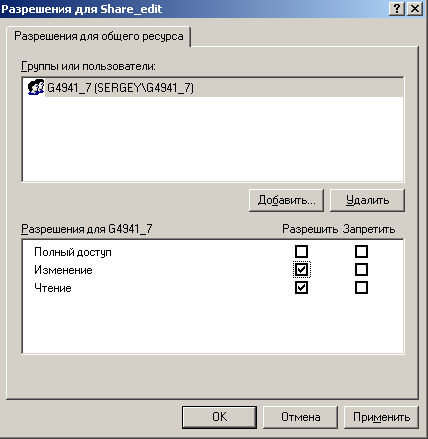 Разрешения для Share_edit
Разрешения для общего ресурса
Группы или пользователи:
G4941_7 (SERGEY\G4941_7)
Добавить... Удалить
Разрешения для G4941_7 Разрешить Запретить
Полный доступ
Изменение
Чтение
OK Отмена Применить